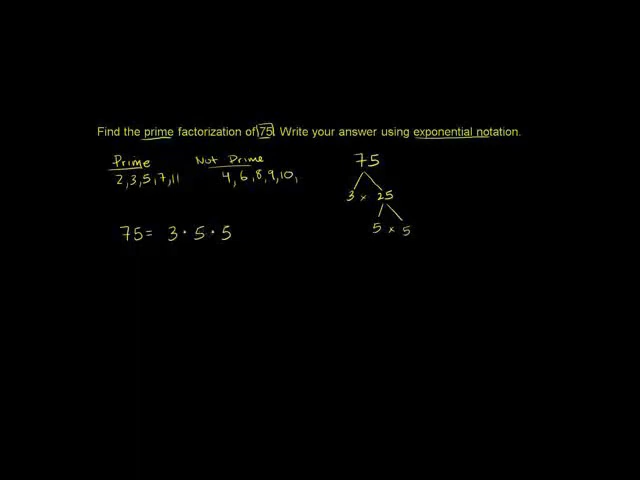 Find the prime factorization of 75. Write your answer using exponential notation.
Prime Not Prime 75
2,3,5,7,11 4,6,8,9,10,
3 × 25
5 × 5
75 = 3 · 5 · 5